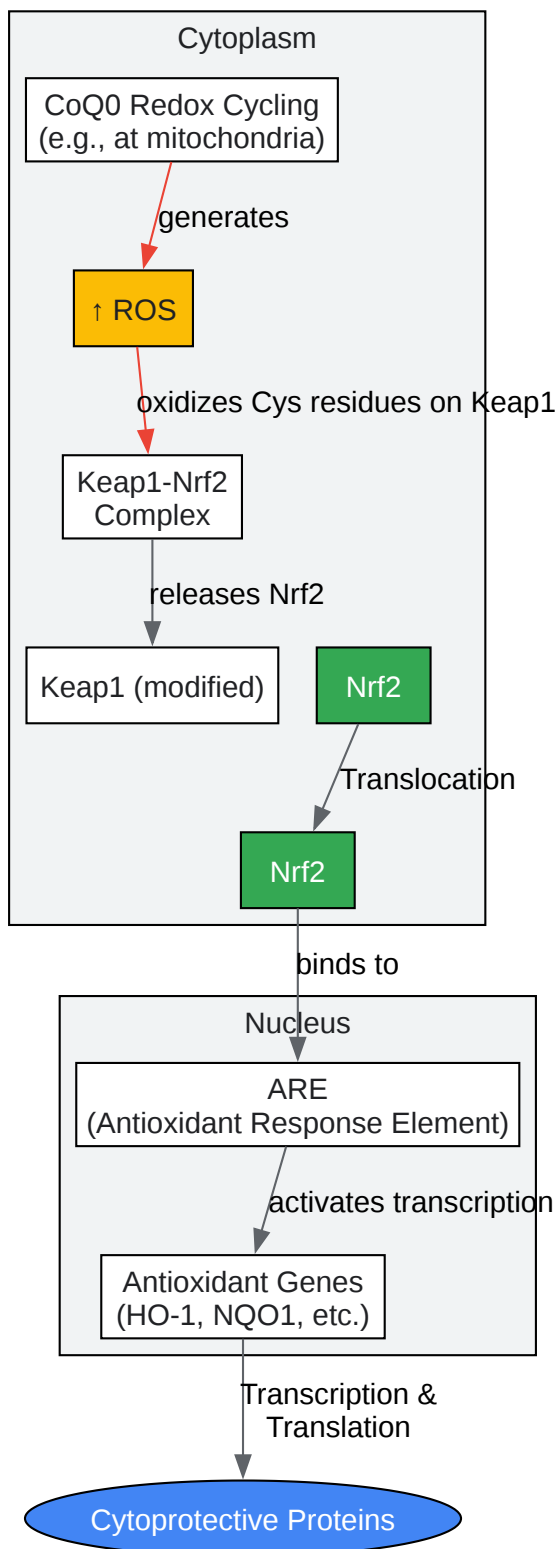 Cytoplasm
CoQ0 Redox Cycling
(e.g., at mitochondria)
generates
↑ ROS
oxidizes Cys residues on Keap1
Keap1-Nrf2
Complex
releases Nrf2
Keap1 (modified)
Nrf2
Translocation
Nrf2
binds to
Nucleus
ARE
(Antioxidant Response Element)
activates transcription
Antioxidant Genes
(HO-1, NQO1, etc.)
Transcription &
Translation
Cytoprotective Proteins